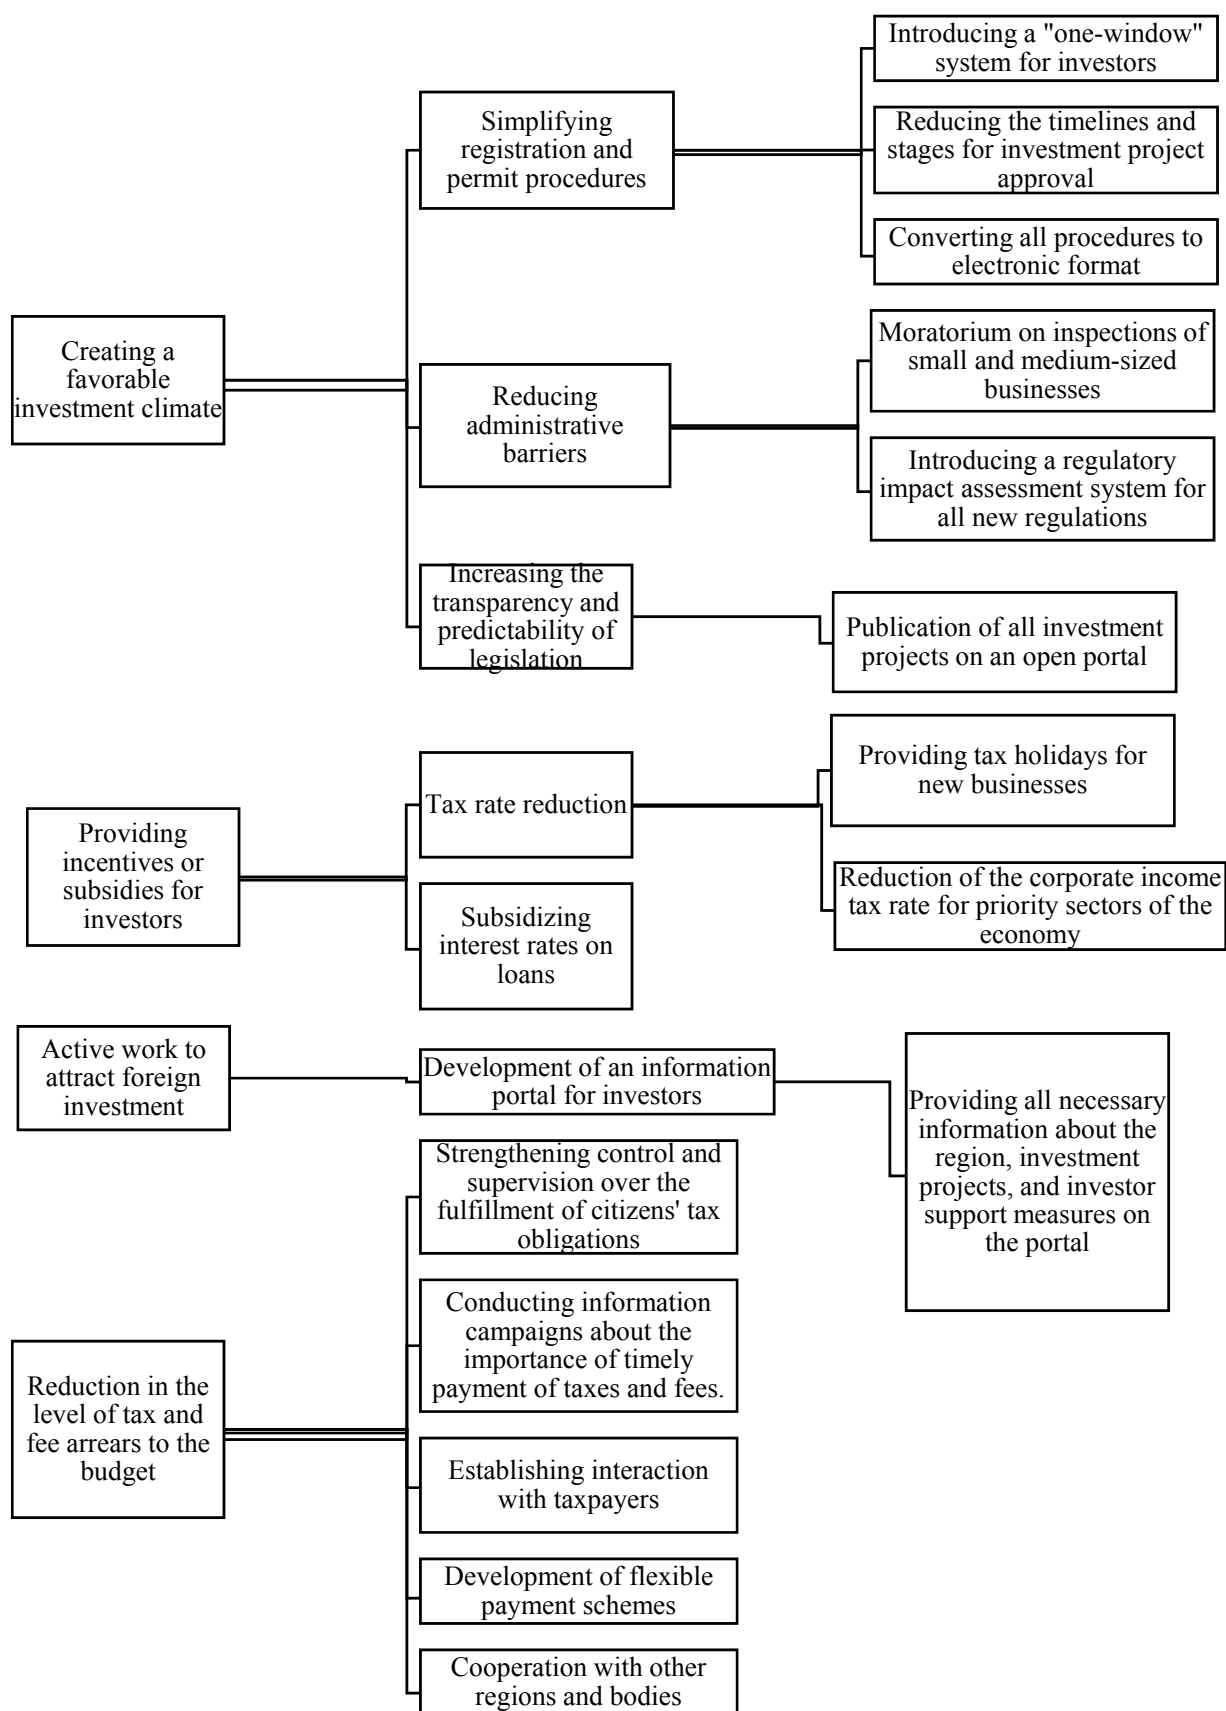 Creating a
favorable
investment climate
Simplifying
registration and
permit procedures
Introducing a "one-window"
system for investors
Reducing the timelines and
stages for investment project
approval
Converting all procedures to
electronic format
Reducing
administrative
barriers
Moratorium on inspections of
small and medium-sized
businesses
Introducing a regulatory
impact assessment system for
all new regulations
Increasing the
transparency and
predictability of
legislation
Publication of all investment
projects on an open portal
Providing
incentives or
subsidies for
investors
Tax rate reduction
Providing tax holidays for
new businesses
Reduction of the corporate income
tax rate for priority sectors of the
economy
Subsidizing
interest rates on
loans
Active work to
attract foreign
investment
Development of an information
portal for investors
Providing all necessary
information about the
region, investment
projects, and investor
support measures on
the portal
Reduction in the
level of tax and
fee arrears to the
budget
Strengthening control and
supervision over the
fulfillment of citizens' tax
obligations
Conducting information
campaigns about the
importance of timely
payment of taxes and fees.
Establishing interaction
with taxpayers
Development of flexible
payment schemes
Cooperation with other
regions and bodies